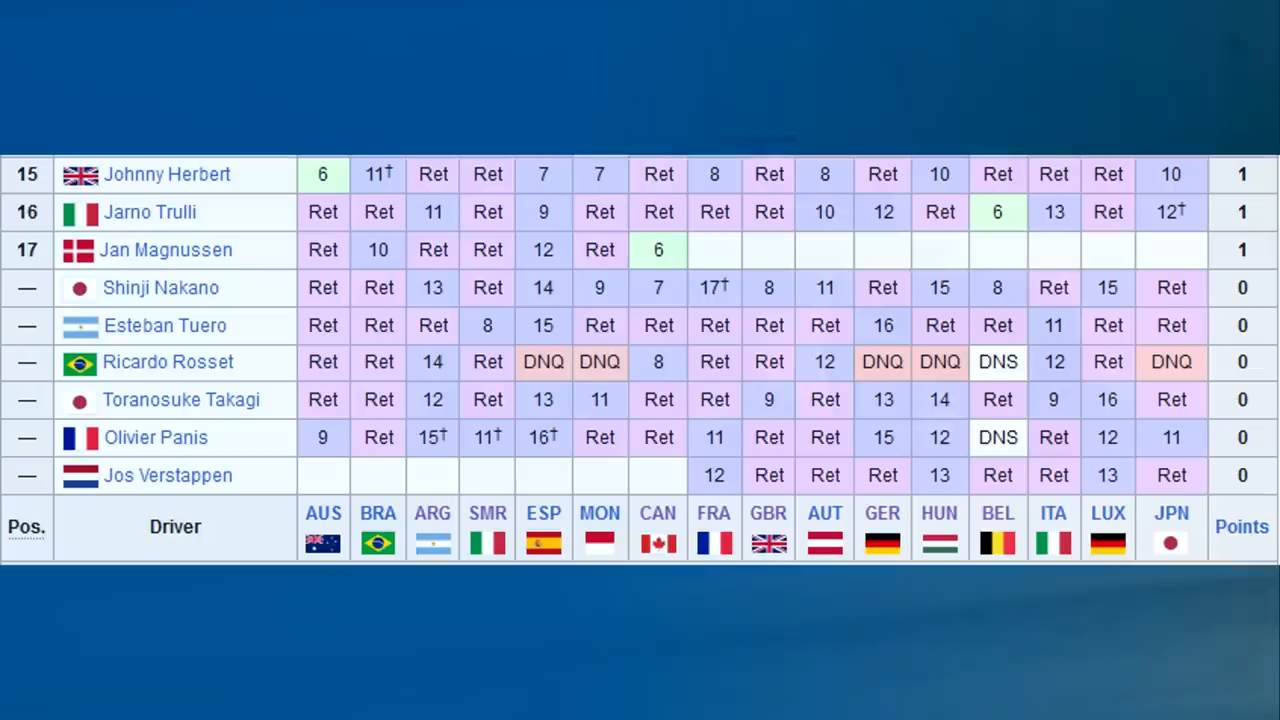 15 Johnny Herbert 6 11† Ret Ret 7 7 Ret 8 Ret 8 Ret 10 Ret Ret Ret 10 1
16 Jarno Trulli Ret Ret 11 Ret 9 Ret Ret Ret Ret 10 12 Ret 6 13 Ret 12† 1
17 Jan Magnussen Ret 10 Ret Ret 12 Ret 6 1
— Shinji Nakano Ret Ret 13 Ret 14 9 7 17† 8 11 Ret 15 8 Ret 15 Ret 0
— Esteban Tuero Ret Ret Ret 8 15 Ret Ret Ret Ret Ret 16 Ret Ret 11 Ret Ret 0
— Ricardo Rosset Ret Ret 14 Ret DNQ DNQ 8 Ret Ret 12 DNQ DNQ DNS 12 Ret DNQ 0
— Toranosuke Takagi Ret Ret 12 Ret 13 11 Ret Ret 9 Ret 13 14 Ret 9 16 Ret 0
— Olivier Panis 9 Ret 15† 11† 16† Ret Ret 11 Ret Ret 15 12 DNS Ret 12 11 0
— Jos Verstappen 12 Ret Ret Ret 13 Ret Ret 13 Ret 0
Pos. Driver AUS BRA ARG SMR ESP MON CAN FRA GBR AUT GER HUN BEL ITA LUX JPN Points